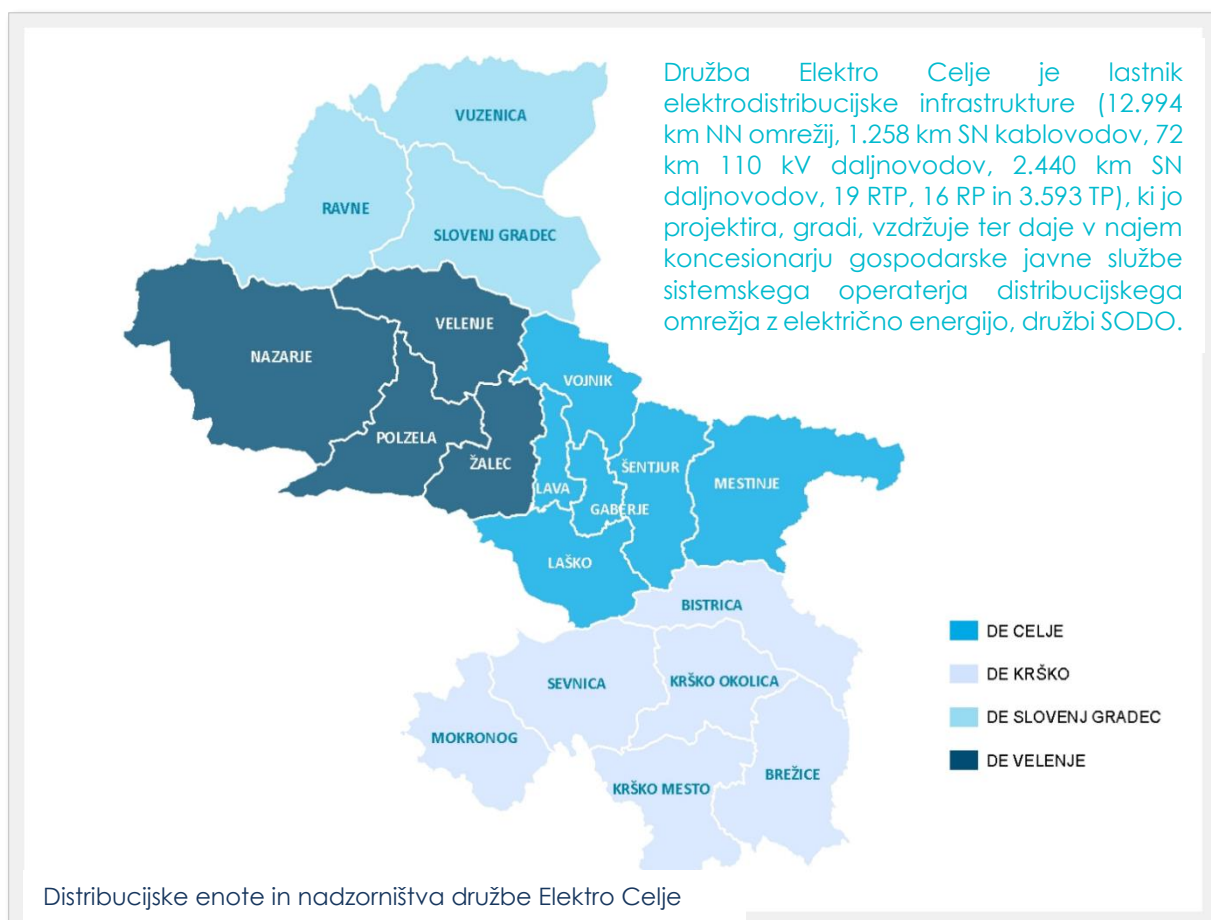 Družba Elektro Celje je lastnik
elektrodistribucijske infrastrukture (12.994
km NN omrežij, 1.258 km SN kablovodov, 72
km 110 kV daljnovodov, 2.440 km SN
daljnovodov, 19 RTP, 16 RP in 3.593 TP), ki jo
projektira, gradi, vzdržuje ter daje v najem
koncesionarju gospodarske javne službe
sistemskega operaterja distribucijskega
omrežja z električno energijo, družbi SODO.
VUZENICA
RAVNE
SLOVENJ GRADEC
VELENJE
NAZARJE
VOJNIK
POLZELA
ŽALEC
ŠENTJUR
LAVA
MESTINJE
GABERJE
LAŠKO
BISTRICA
SEVNICA
KRŠKO OKOLICA
MOKRONOG
BREŽICE
KRŠKO MESTO
DE CELJE
DE KRŠKO
DE SLOVENJ GRADEC
DE VELENJE
Distribucijske enote in nadzorništva družbe Elektro Celje